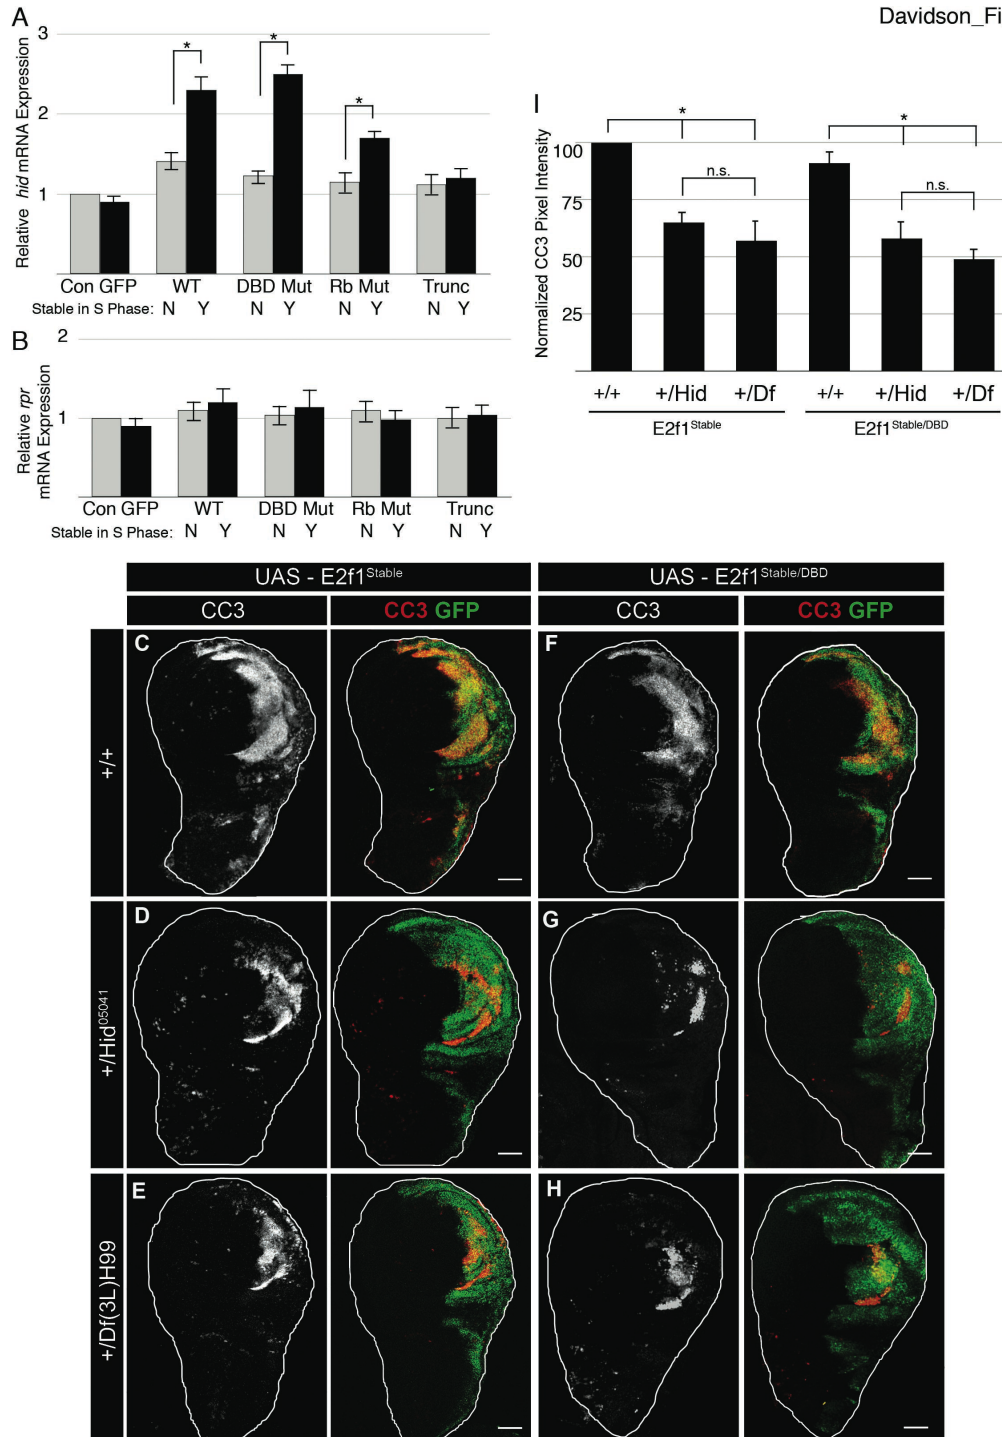 Davidson_Fi
A
Relative hid mRNA Expression
3
2
1
*
*
*
Con GFP WT DBD Mut Rb Mut Trunc
Stable in S Phase: N Y N Y N Y N Y
B
Relative rpr
mRNA Expression
2
1
Con GFP WT DBD Mut Rb Mut Trunc
Stable in S Phase: N Y N Y N Y N Y
I
Normalized CC3 Pixel Intensity
100
75
50
25
*
*
n.s.
n.s.
+/+ +/Hid +/Df +/+ +/Hid +/Df
E2f1Stable E2f1Stable/DBD
UAS - E2f1Stable UAS - E2f1Stable/DBD
CC3 CC3 GFP CC3 CC3 GFP
+/+
C
F
+/Hid05041
D
G
+/Df(3L)H99
E
H